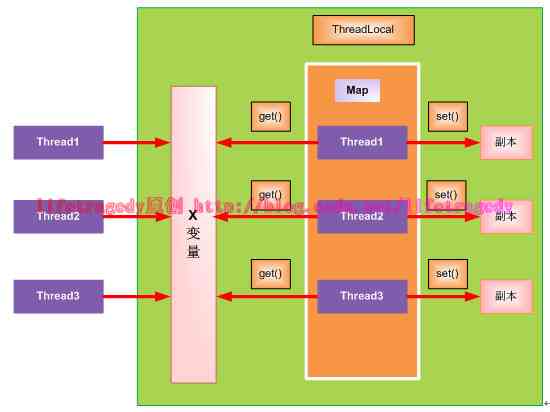 ThreadLocal
Map
get()
set()
Thread1
Thread1
副本
get()
set()
Thread2
X
变
量
Thread2
副本
lifetragedy原创 http://blog.csdn.net/lifetragedy
get()
set()
Thread3
Thread3
副本